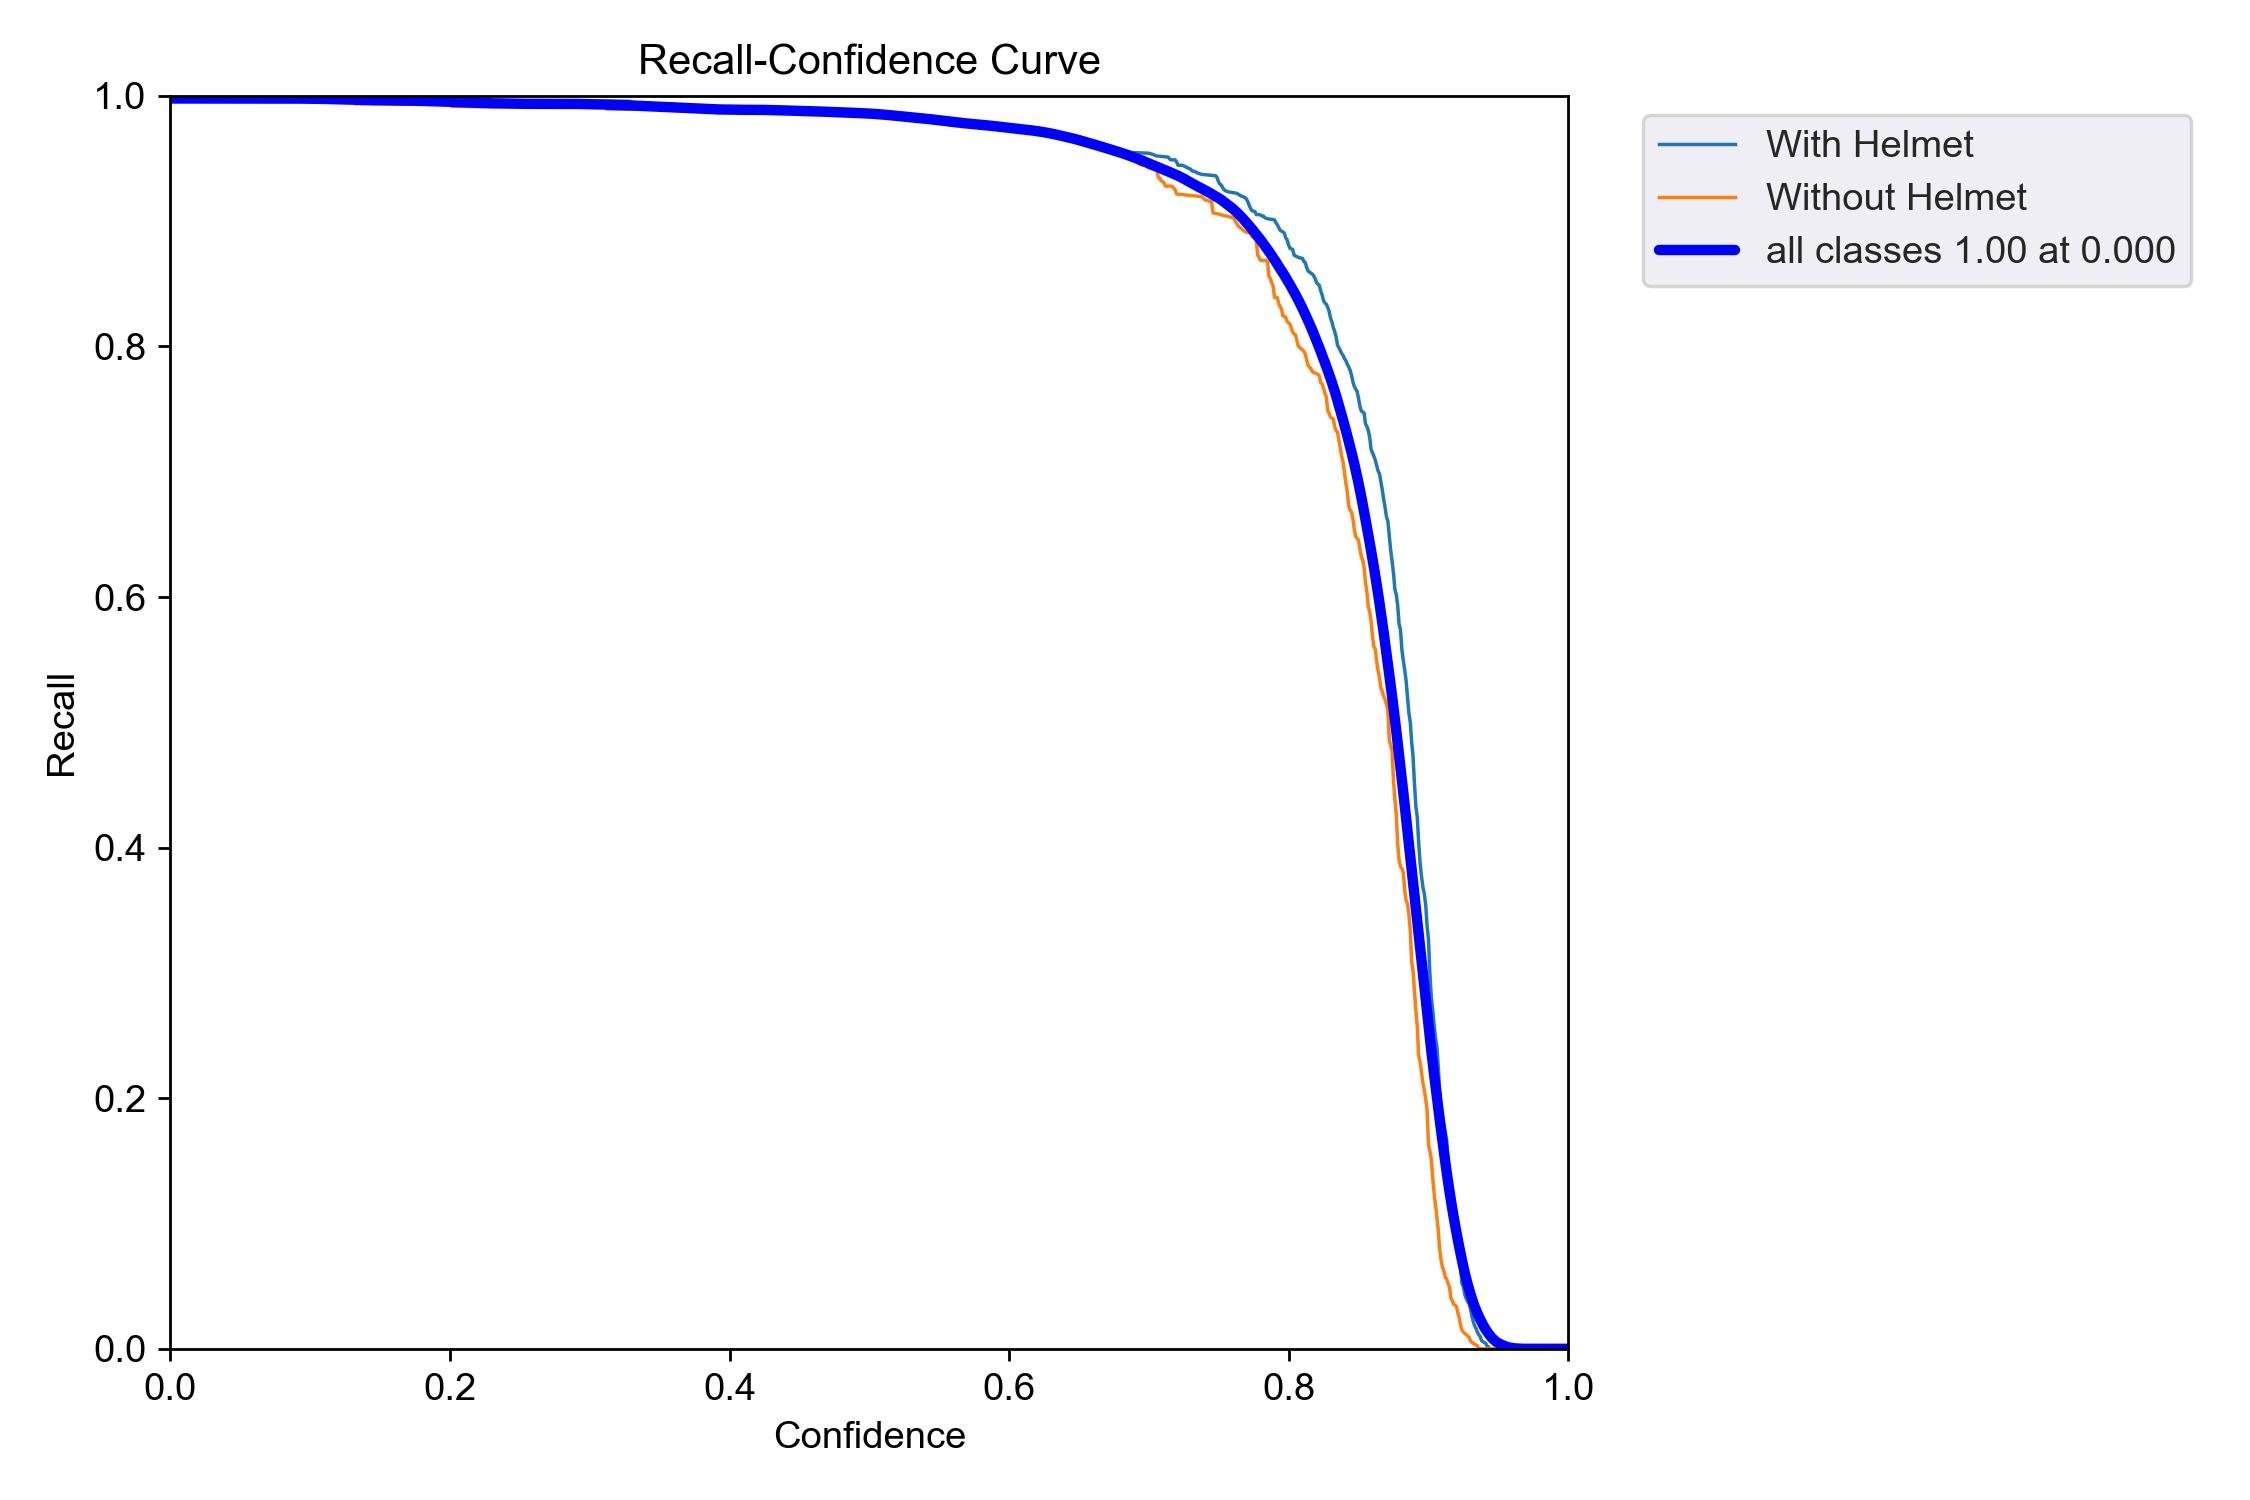 Recall-Confidence Curve
1.0
0.8
0.6
0.4
0.2
0.0
Recall
0.0 0.2 0.4 0.6 0.8 1.0
Confidence
With Helmet
Without Helmet
all classes 1.00 at 0.000